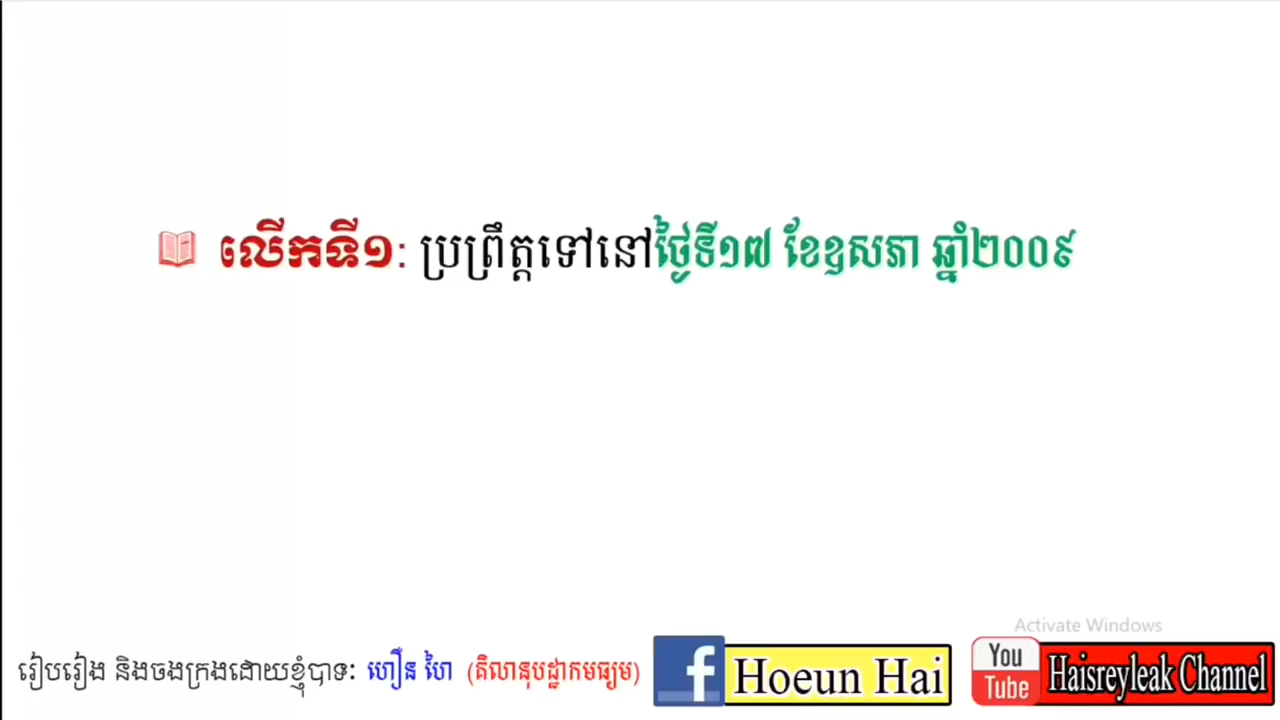 លើកទី១: ប្រព្រឹត្តទៅនៅថ្ងៃទី១៧ ខែឧសភា ឆ្នាំ២០០៩
Activate Windows
រៀបរៀង និងចងក្រងដោយខ្ញុំបាទ: ហឿន ហៃ (គិលានុបដ្ឋាកមធ្យម) f Hoeun Hai You Tube Haisreyleak Channel